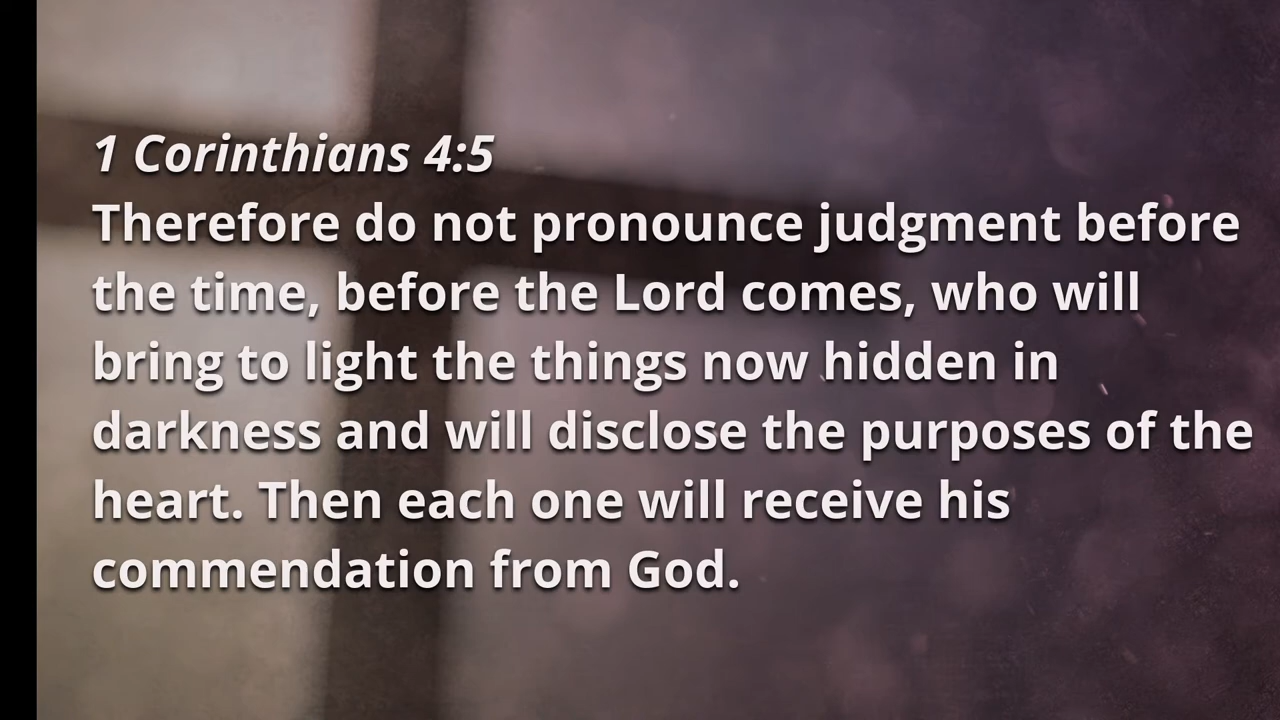 1 Corinthians 4:5
Therefore do not pronounce judgment before
the time, before the Lord comes, who will
bring to light the things now hidden in
darkness and will disclose the purposes of the
heart. Then each one will receive his
commendation from God.